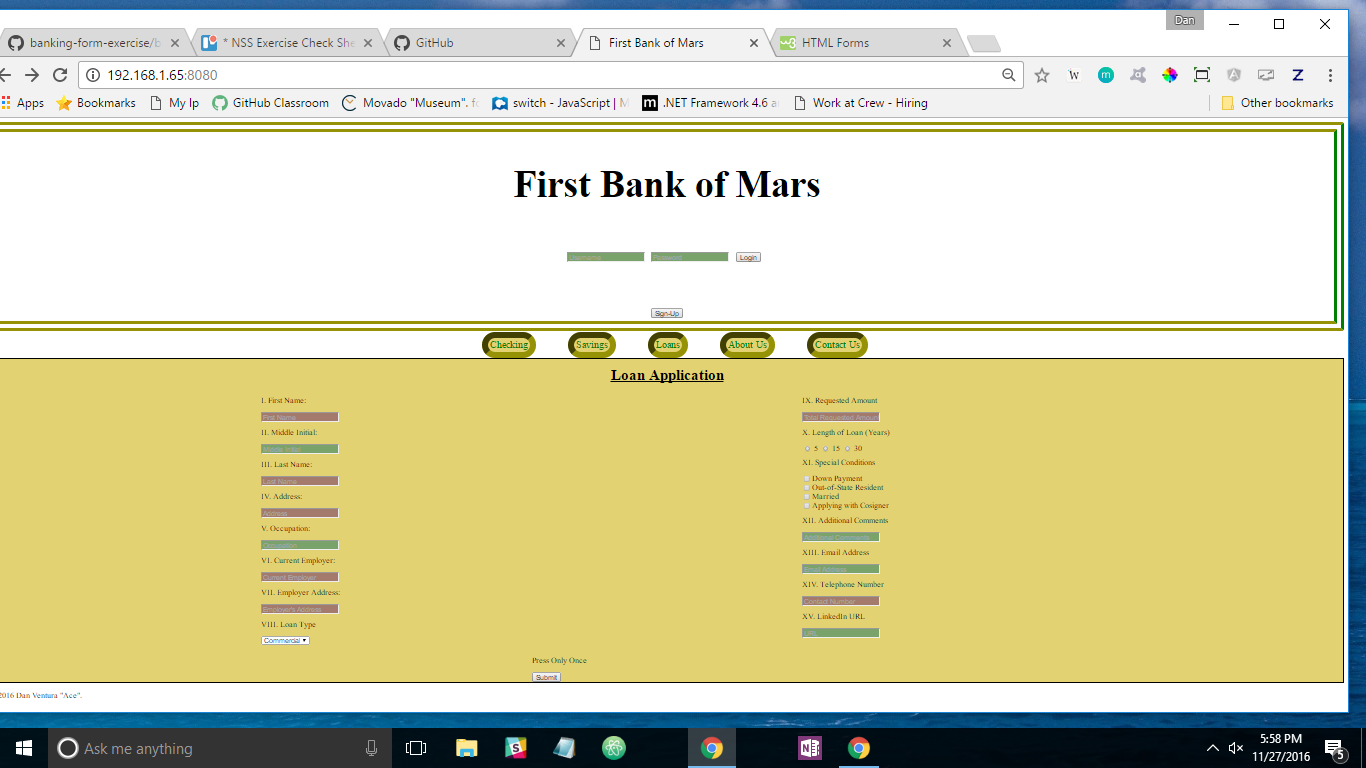 Dan
banking-form-exercise/b
* NSS Exercise Check She
GitHub
First Bank of Mars
HTML Forms
192.168.1.65:8080
Apps Bookmarks My Ip GitHub Classroom Movado "Museum". fo switch - JavaScript | M .NET Framework 4.6 a Work at Crew - Hiring Other bookmarks
First Bank of Mars
Username Password Login
Sign-Up
Checking Savings Loans About Us Contact Us
Loan Application
I. First Name:
First Name
II. Middle Initial:
Middle Initial
III. Last Name:
Last Name
IV. Address:
Address
V. Occupation:
Occupation
VI. Current Employer:
Current Employer
VII. Employer Address:
Employer's Address
VIII. Loan Type
Commercial
IX. Requested Amount
Total Requested Amount
X. Length of Loan (Years)
5 15 30
XI. Special Conditions
Down Payment
Out-of-State Resident
Married
Applying with Cosigner
XII. Additional Comments
Additional Comments
XIII. Email Address
Email Address
XIV. Telephone Number
Contact Number
XV. LinkedIn URL
URL
Press Only Once
Submit
2016 Dan Ventura "Ace".
Ask me anything
5:58 PM
11/27/2016
5